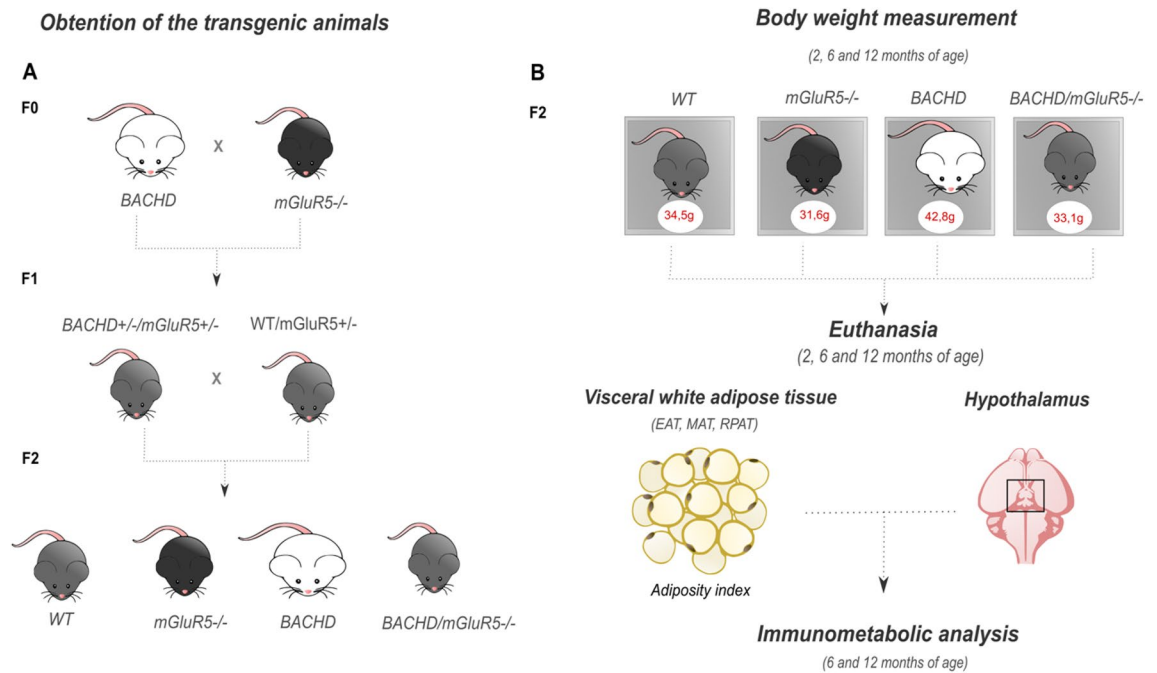 Obtention of the transgenic animals
A
F0
X
BACHD
mGluR5-/-
F1
BACHD+/-/mGluR5+/-
WT/mGluR5+/-
X
F2
WT
mGluR5-/-
BACHD
BACHD/mGluR5-/-
Body weight measurement
(2, 6 and 12 months of age)
B
F2
WT
mGluR5-/-
BACHD
BACHD/mGluR5-/-
34,5g
31,6g
42,8g
33,1g
Euthanasia
(2, 6 and 12 months of age)
Visceral white adipose tissue
(EAT, MAT, RPAT)
Hypothalamus
Adiposity index
Immunometabolic analysis
(6 and 12 months of age)